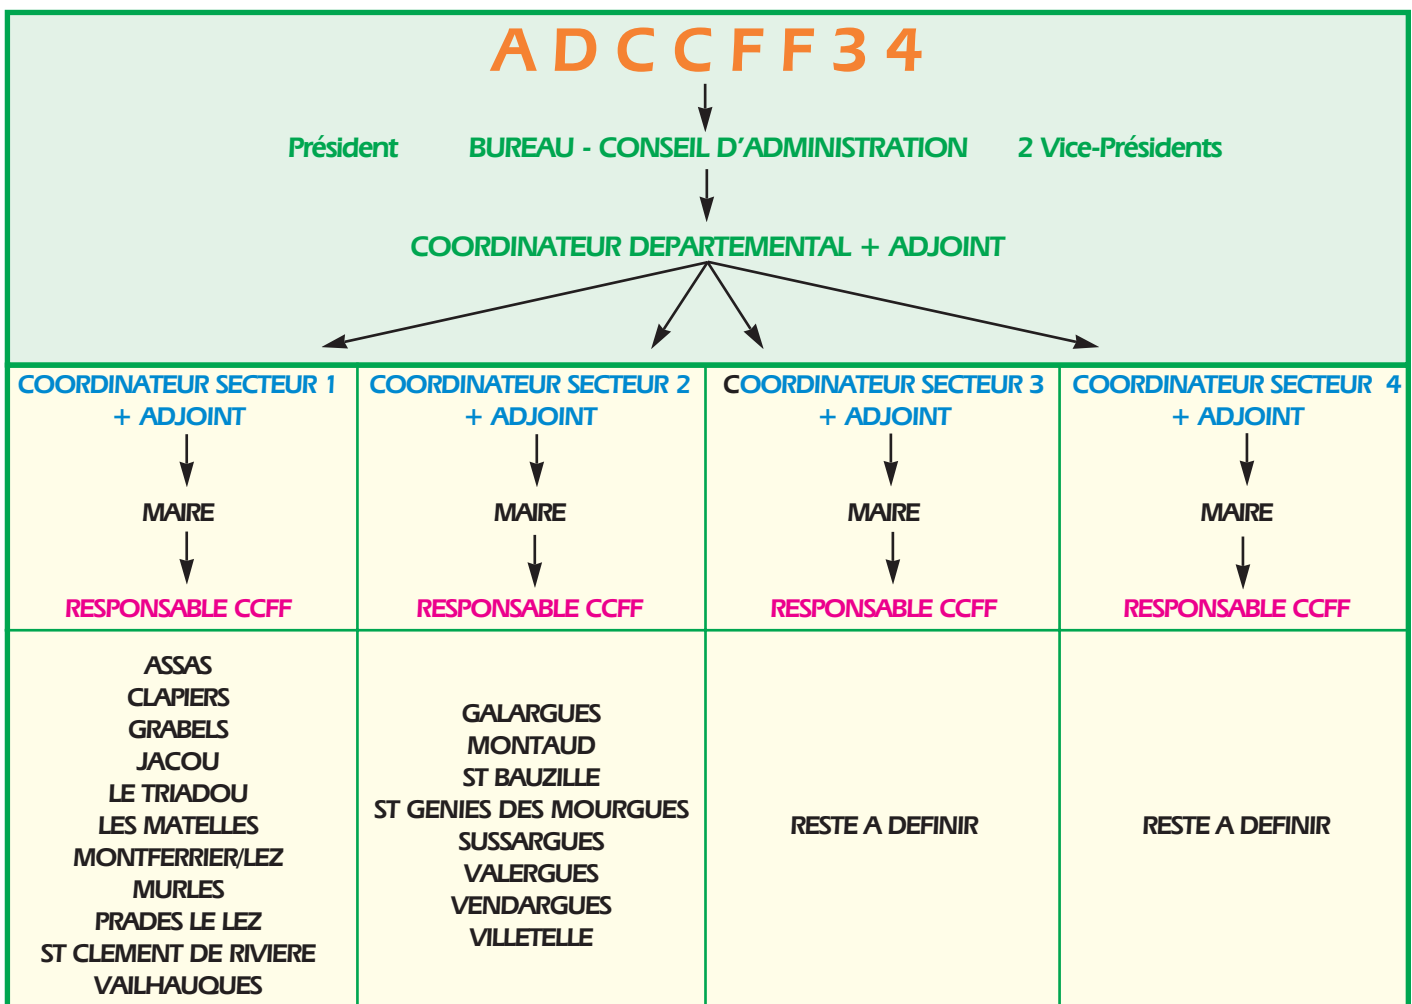 ADCCFF34
Président BUREAU - CONSEIL D'ADMINISTRATION 2 Vice-Présidents
COORDINATEUR DEPARTEMENTAL + ADJOINT
COORDINATEUR SECTEUR 1
+ ADJOINT
MAIRE
RESPONSABLE CCFF
ASSAS
CLAPIERS
GRABELS
JACOU
LE TRIADOU
LES MATELLES
MONTFERRIER/LEZ
MURLES
PRADES LE LEZ
ST CLEMENT DE RIVIERE
VAILHAUQUES
COORDINATEUR SECTEUR 2
+ ADJOINT
MAIRE
RESPONSABLE CCFF
GALARGUES
MONTAUD
ST BAUZILLE
ST GENIES DES MOURGUES
SUSSARGUES
VALERGUES
VENDARGUES
VILLETELLE
COORDINATEUR SECTEUR 3
+ ADJOINT
MAIRE
RESPONSABLE CCFF
RESTE A DEFINIR
COORDINATEUR SECTEUR 4
+ ADJOINT
MAIRE
RESPONSABLE CCFF
RESTE A DEFINIR